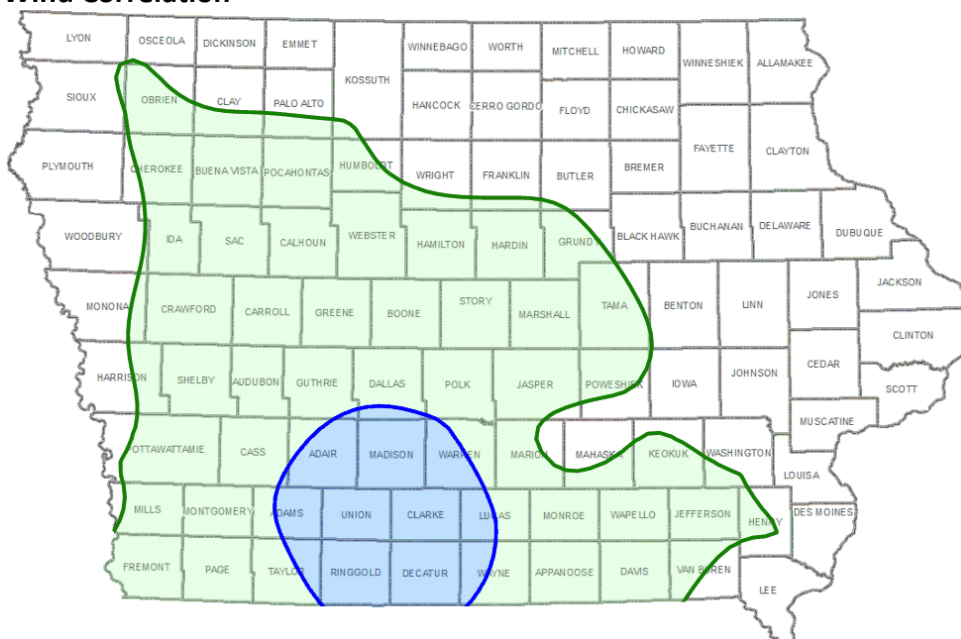 Wind Correlation
LYON OSCEOLA DICKINSON EMMET WINNEBAGO WORTH MITCHELL HOWARD WINNESHIEK ALLAMAKEE
KOSSUTH
SIOUX OBRIEN CLAY PALO ALTO HANCOCK CERRO GORDO FLOYD CHICKASAW
FAYETTE CLAYTON
PLYMOUTH CHEROKEE BUENA VISTA POCAHONTAS HUMBOLDT WRIGHT FRANKLIN BUTLER BREMER
WOODBURY IDA SAC CALHOUN WEBSTER HAMILTON HARDIN GRUNDY BLACK HAWK BUCHANAN DELAWARE DUBUQUE
MONONA CRAWFORD CARROLL GREENE BOONE STORY MARSHALL TAMA BENTON LINN JONES JACKSON
CLINTON
HARRISON SHELBY AUDUBON GUTHRIE DALLAS POLK JASPER POWESHIEK IOWA JOHNSON CEDAR
SCOTT
MUSCATINE
POTTAWATTAMIE CASS ADAIR MADISON WARREN MARION MAHASKA KEOKUK WASHINGTON
LOUISA
MILLS MONTGOMERY ADAMS UNION CLARKE LUCAS MONROE WAPELLO JEFFERSON HENRY DES MOINES
FREMONT PAGE TAYLOR RINGGOLD DECATUR WAYNE APPANOOSE DAVIS VAN BUREN
LEE